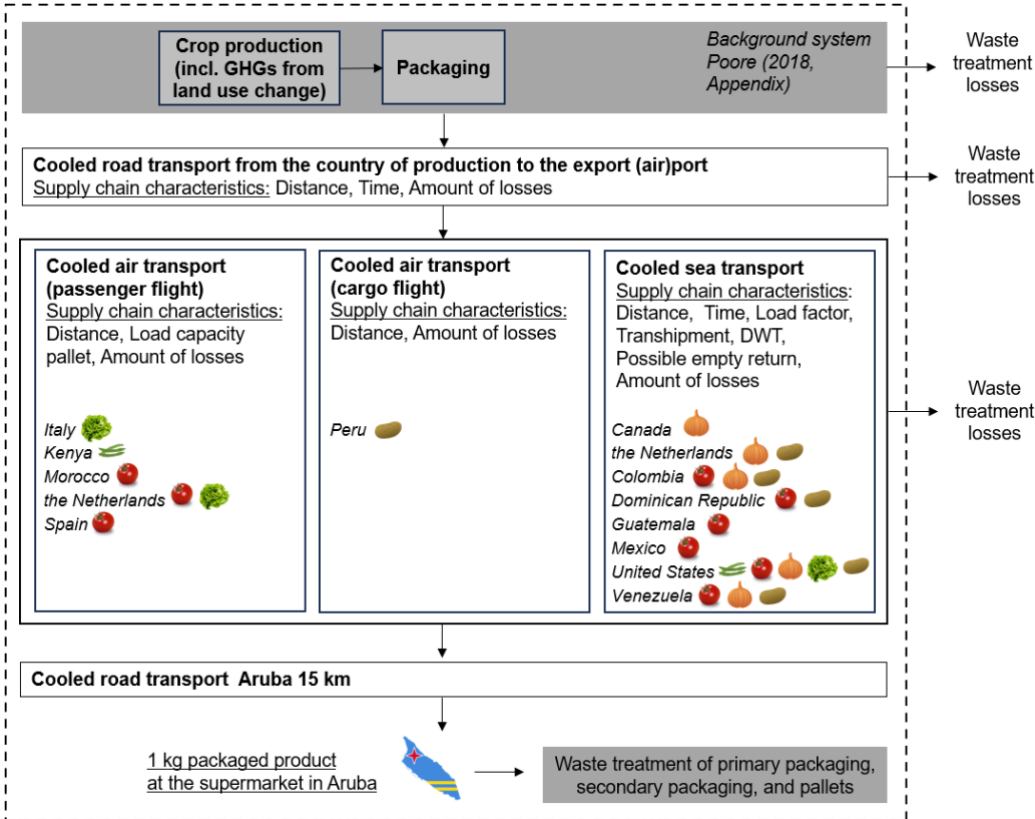 Crop production
(incl. GHGs from
land use change)
Packaging
Background system
Poore (2018,
Appendix)
Waste
treatment
losses
Cooled road transport from the country of production to the export (air)port
Supply chain characteristics: Distance, Time, Amount of losses
Waste
treatment
losses
Cooled air transport
(passenger flight)
Supply chain characteristics:
Distance, Load capacity
pallet, Amount of losses
Italy
Kenya
Morocco
the Netherlands
Spain
Cooled air transport
(cargo flight)
Supply chain characteristics:
Distance, Amount of losses
Peru
Cooled sea transport
Supply chain characteristics:
Distance, Time, Load factor,
Transhipment, DWT,
Possible empty return,
Amount of losses
Canada
the Netherlands
Colombia
Dominican Republic
Guatemala
Mexico
United States
Venezuela
Waste
treatment
losses
Cooled road transport Aruba 15 km
1 kg packaged product
at the supermarket in Aruba
Waste treatment of primary packaging,
secondary packaging, and pallets